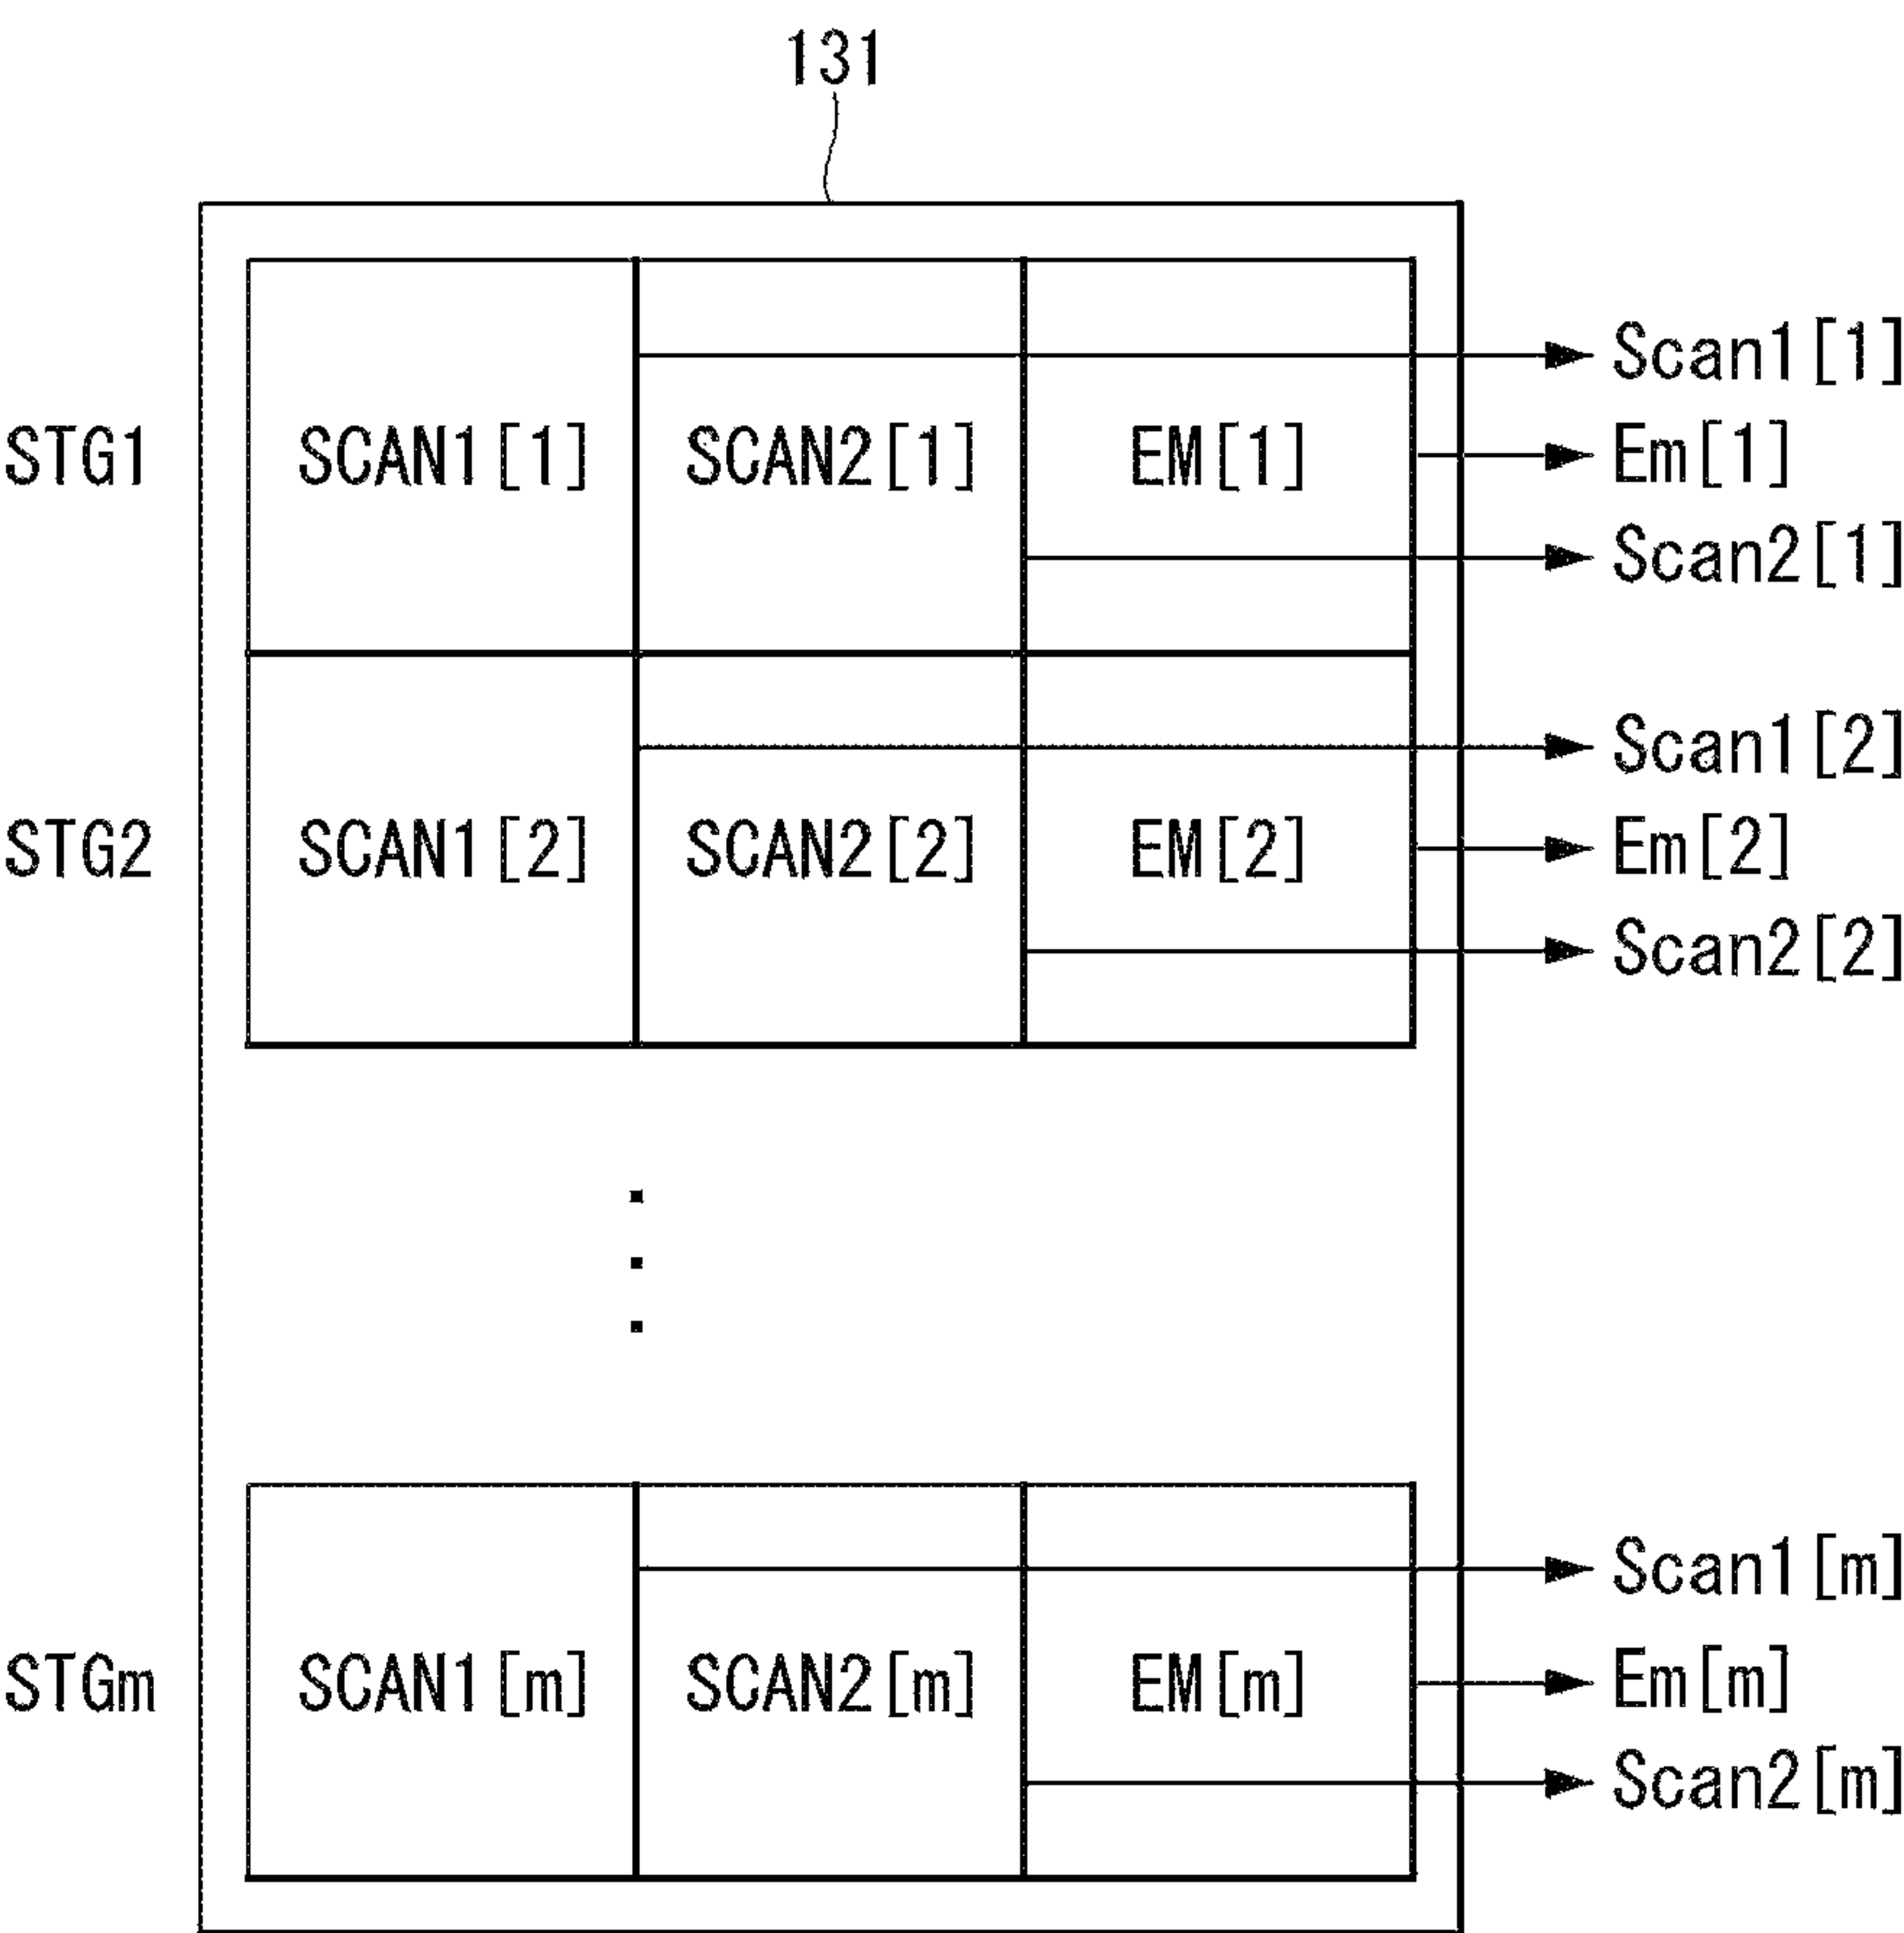 131
Scan1[1]
STG1 SCAN1[1] SCAN2[1] EM[1] Em[1]
Scan2[1]
Scan1[2]
STG2 SCAN1[2] SCAN2[2] EM[2] Em[2]
Scan2[2]
Scan1[m]
STGm SCAN1[m] SCAN2[m] EM[m] Em[m]
Scan2[m]